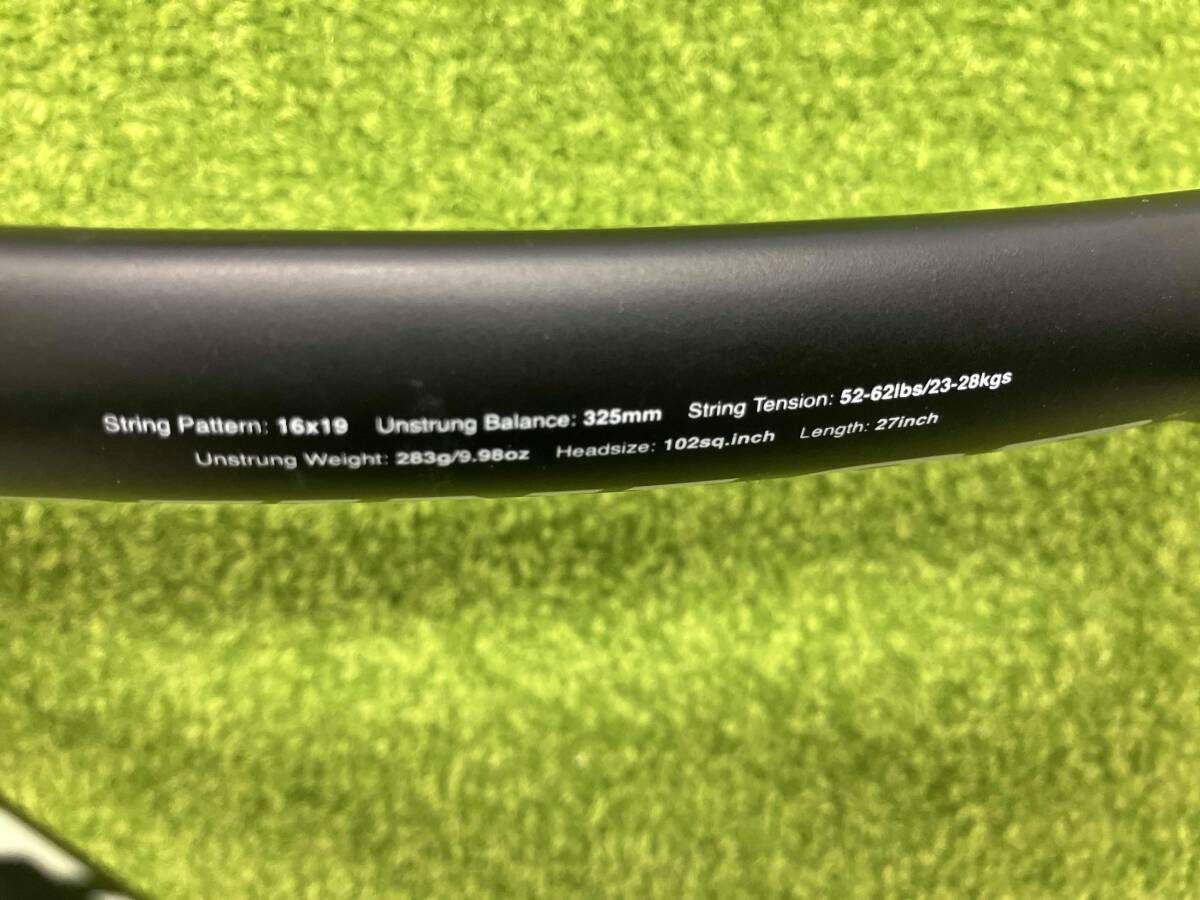 String Pattern: 16x19 Unstrung Balance: 325mm String Tension: 52-62lbs/23-28kgs
Unstrung Weight: 283g/9.98oz Headsize: 102sq.inch Length: 27inch